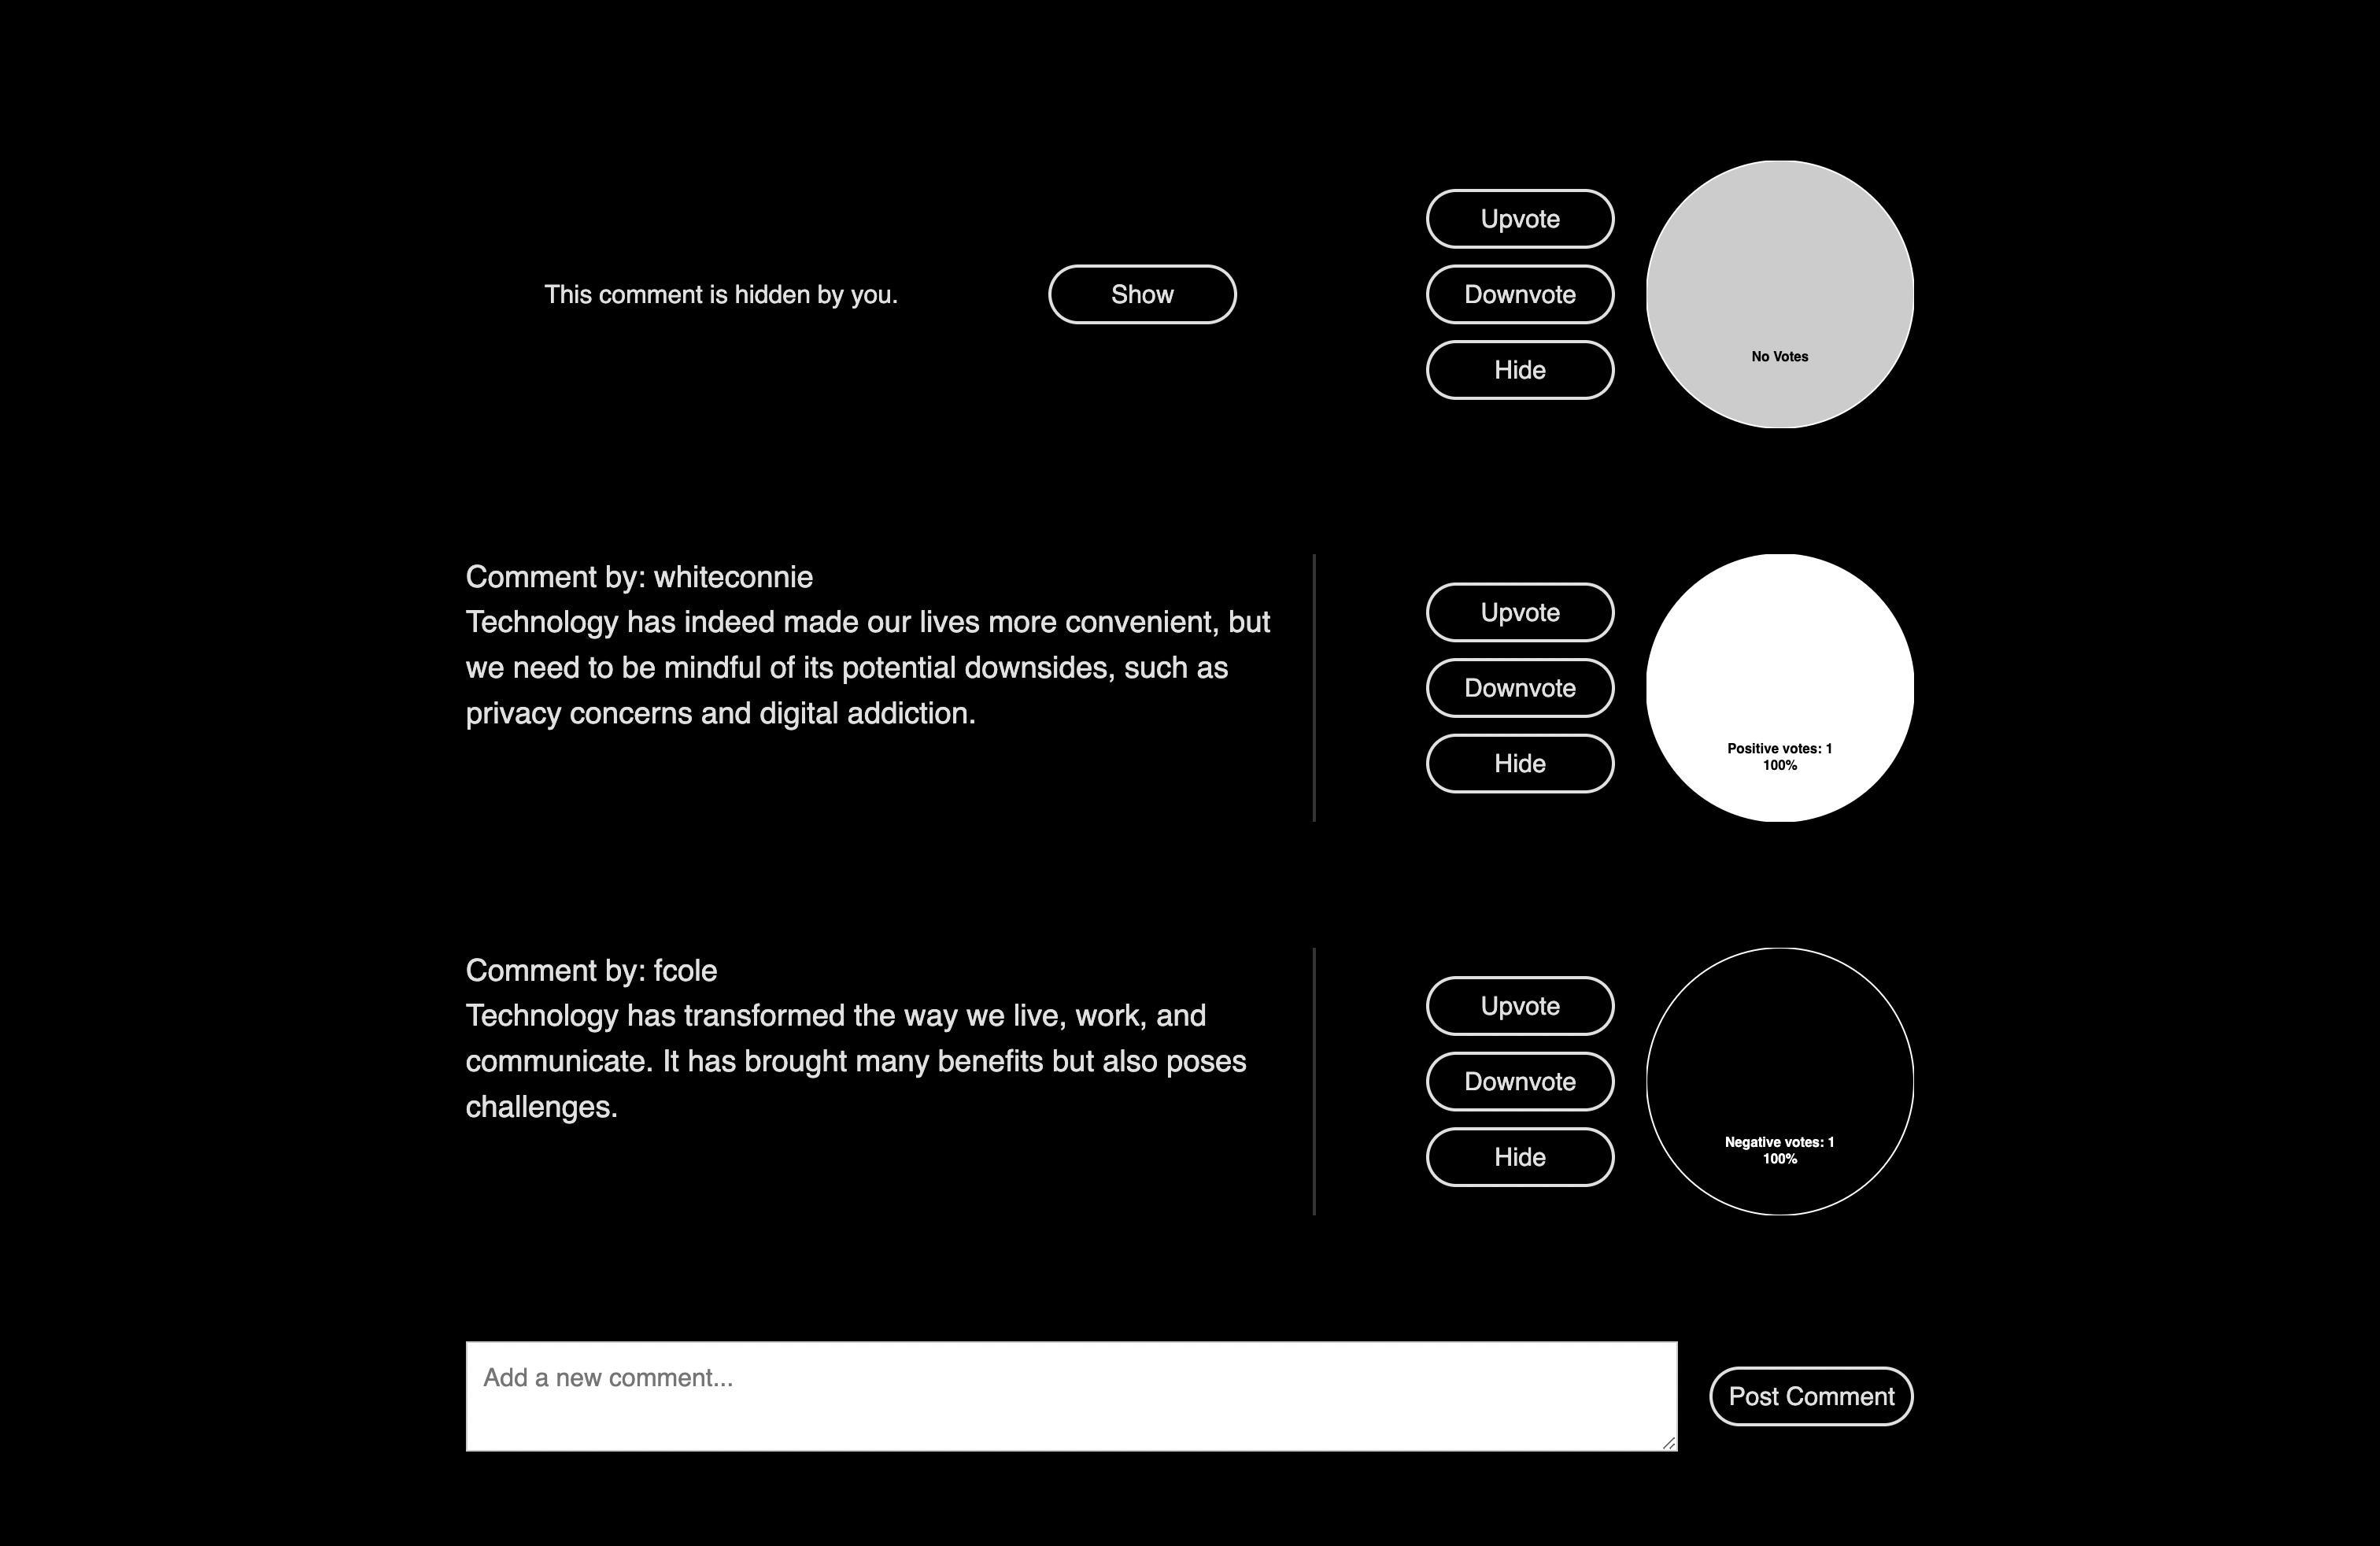 This comment is hidden by you.
Show
Upvote
Downvote
Hide
No Votes
Comment by: whiteconnie
Technology has indeed made our lives more convenient, but
we need to be mindful of its potential downsides, such as
privacy concerns and digital addiction.
Upvote
Downvote
Hide
Positive votes: 1
100%
Comment by: fcole
Technology has transformed the way we live, work, and
communicate. It has brought many benefits but also poses
challenges.
Upvote
Downvote
Hide
Negative votes: 1
100%
Add a new comment...
Post Comment